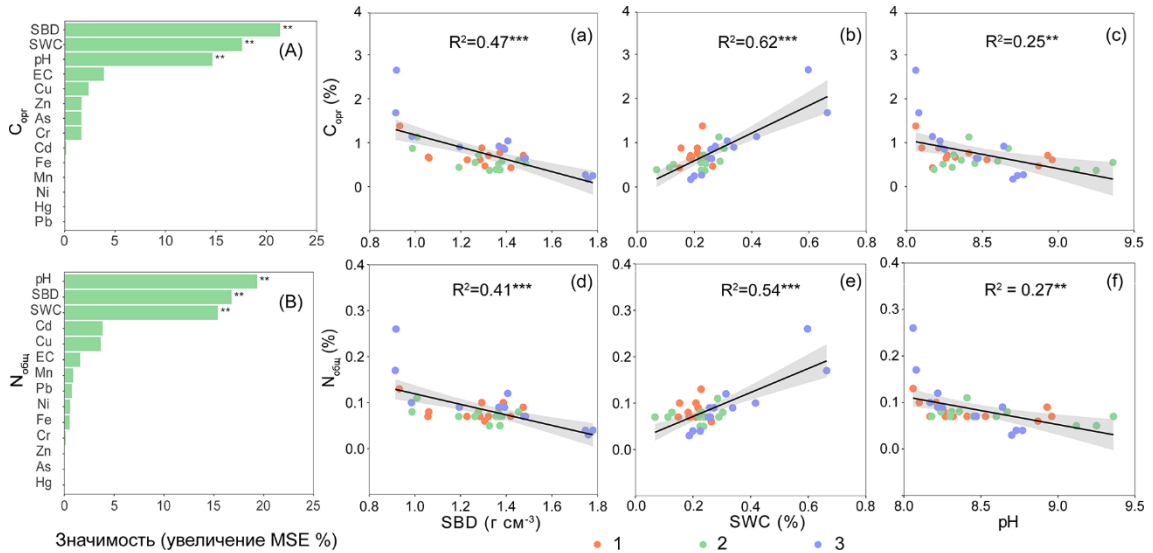 SBD
SWC
pH
EC
Cu
Zn
As
Cr
Cd
Fe
Mn
Ni
Hg
Pb
Cорг
**
**
**
(A)
0 5 10 15 20 25
Cорг (%)
4
3
2
1
0
R²=0.47***
(a)
0.8 1.0 1.2 1.4 1.6 1.8
4
3
2
1
0
R²=0.62***
(b)
0.0 0.2 0.4 0.6 0.8
4
3
2
1
0
R²=0.25**
(c)
8.0 8.5 9.0 9.5
pH
SBD
SWC
Cd
Cu
EC
Mn
Pb
Ni
Fe
Cr
Zn
As
Hg
Nобщ
**
**
**
(B)
0 5 10 15 20 25
Значимость (увеличение MSE %)
Nобщ (%)
0.4
0.3
0.2
0.1
0.0
R²=0.41***
(d)
0.8 1.0 1.2 1.4 1.6 1.8
SBD (г см⁻³)
0.4
0.3
0.2
0.1
0.0
R²=0.54***
(e)
0.0 0.2 0.4 0.6 0.8
SWC (%)
0.4
0.3
0.2
0.1
0.0
R² = 0.27**
(f)
8.0 8.5 9.0 9.5
pH
1 2 3